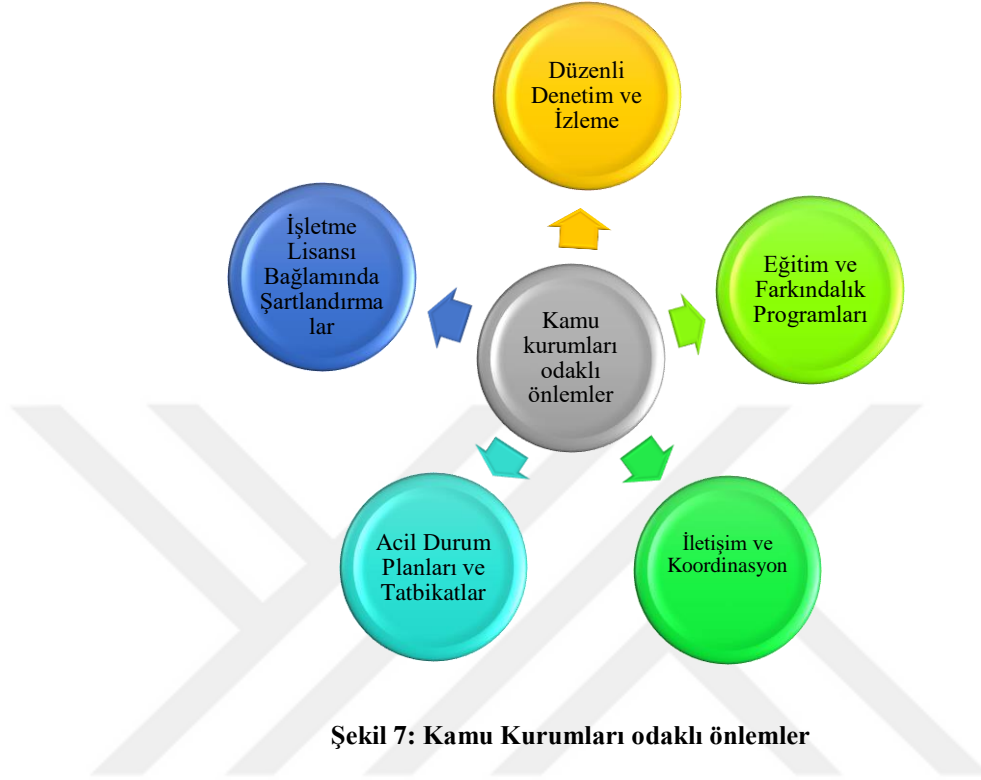 Düzenli
Denetim ve
İzleme
İşletme
Lisansı
Bağlamında
Şartlandırma
lar
Eğitim ve
Farkındalık
Programları
Kamu
kurumları
odaklı
önlemler
Acil Durum
Planları ve
Tatbikatlar
İletişim ve
Koordinasyon
Şekil 7: Kamu Kurumları odaklı önlemler